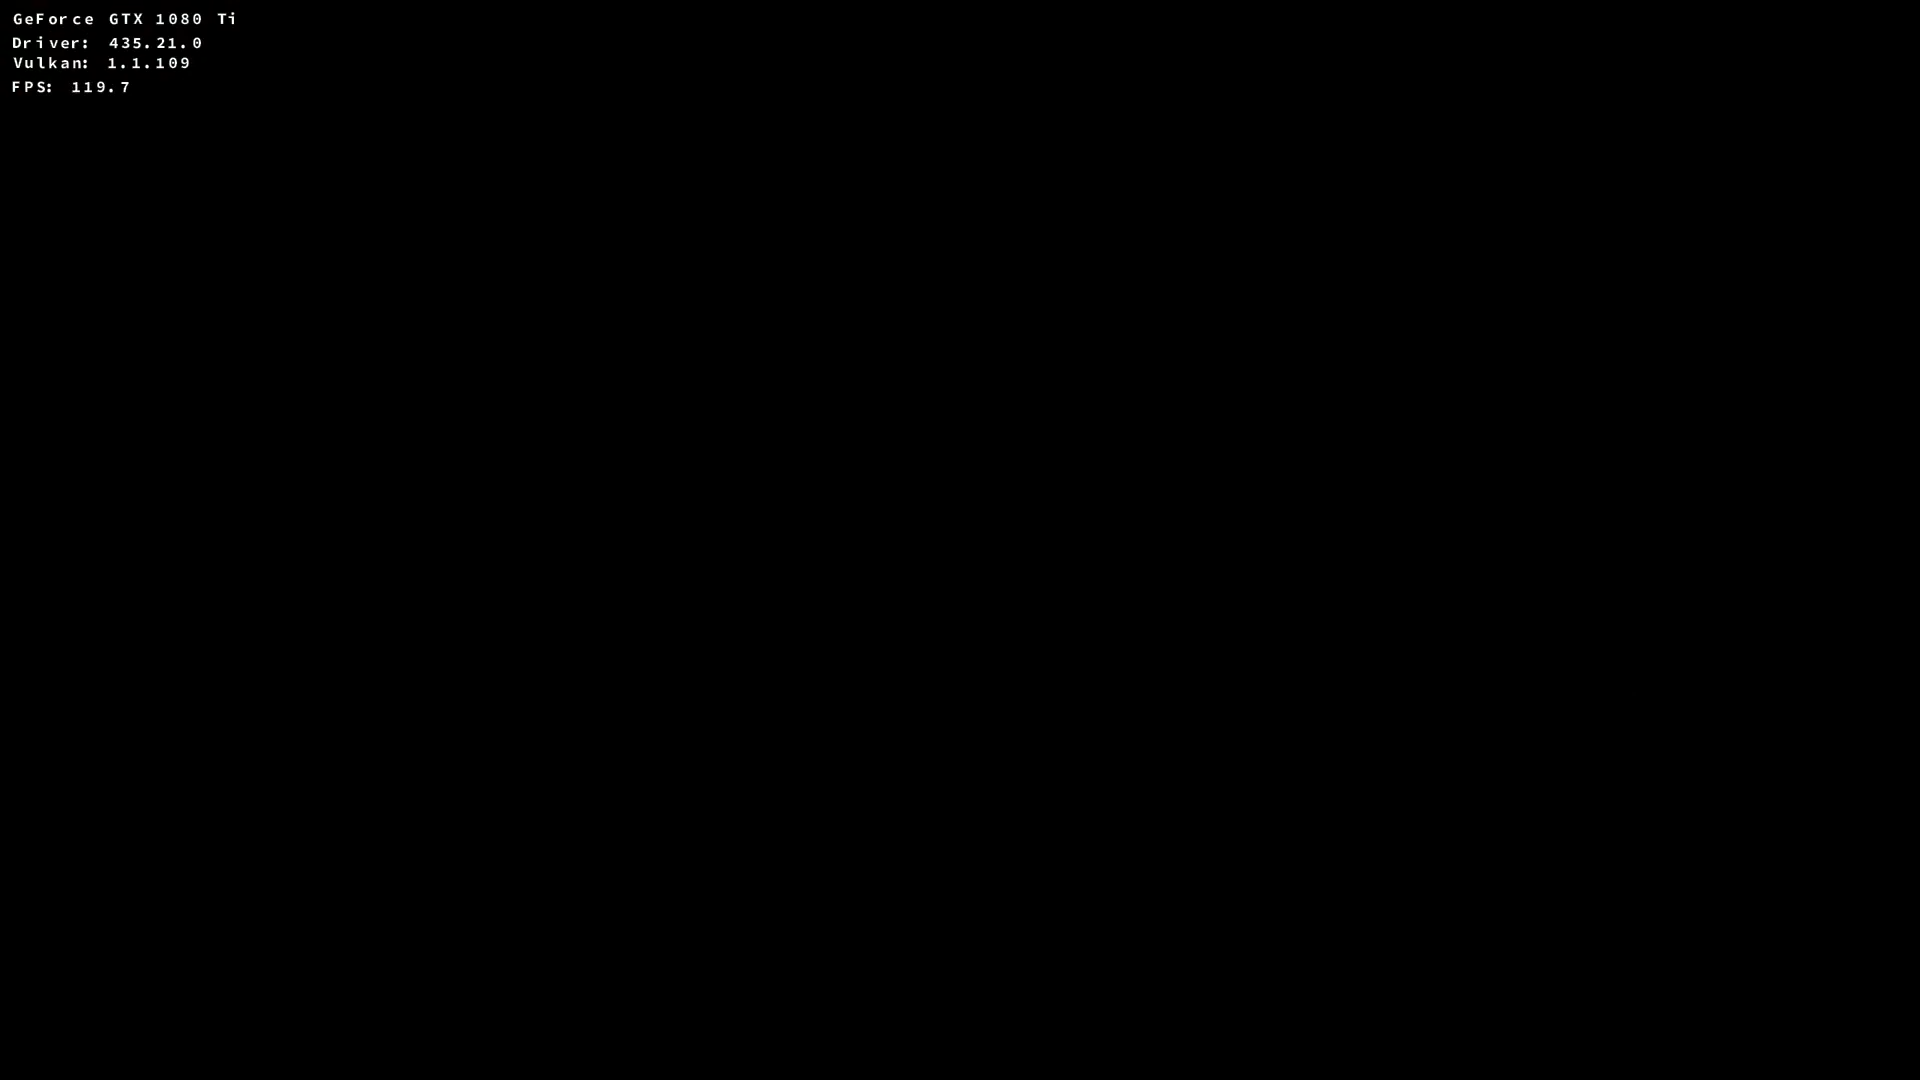 GeForce GTX 1080 Ti
Driver: 435.21.0
Vulkan: 1.1.109
FPS: 119.7